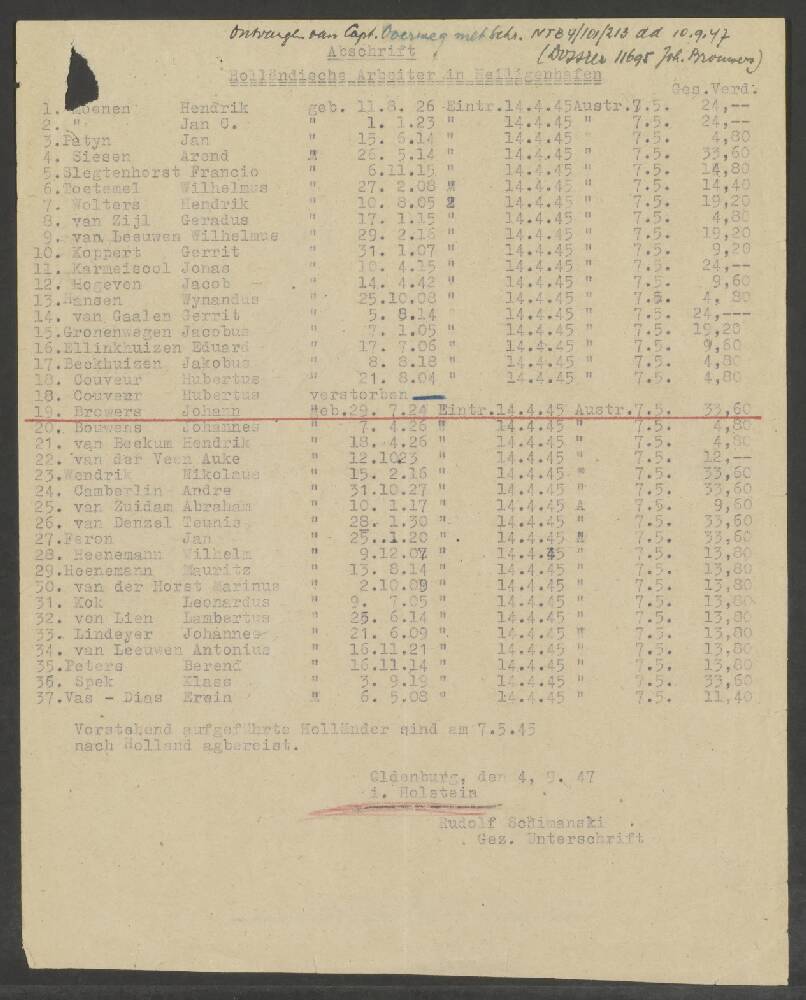 Ontvangen van Capt. Overweg met schr. NTB4/101/213 dd 10.9.47
(Dossier 11695 Joh. Brouwers)
Abschrift
Holländische Arbeiter in Heiligenhafen
Ges.Verd.
1. Koenen Hendrik geb. 11.8. 26 Eintr.14.4.45Austr.7.5. 24,--
2. " Jan C. " 1. 1.23 " 14.4.45 " 7.5. 24,--
3.Patyn Jan " 15. 6.14 " 14.4.45 " 7.5. 4,80
4. Siesen Arend " 26. 5.14 " 14.4.45 " 7.5. 33,60
5.Slegtenhorst Francio " 6.11.15 " 14.4.45 " 7.5. 14,80
6.Toetemel Wilhelmus " 27. 2.08 " 14.4.45 " 7.5. 14,40
7. Wolters Hendrik " 10. 8.05 " 14.4.45 " 7.5. 19,20
8. van Zijl Geradus " 17. 1.15 " 14.4.45 " 7.5. 4,80
9. van Leeuwen Wilhelmus " 29. 2.16 " 14.4.45 " 7.5. 19,20
10. Koppert Gerrit " 31. 1.07 " 14.4.45 " 7.5. 9,20
11. Karmeiscol Jonas " 10. 4.15 " 14.4.45 " 7.5. 24,--
12. Hogeven Jacob " 14. 4.42 " 14.4.45 " 7.5. 9,60
13.Hansen Wynandus " 25.10.08 " 14.4.45 " 7.5. 4, 80
14. van Gaalen Gerrit " 5. 8.14 14.4.45 " 7.5. 24,---
15.Gronenwegen Jacobus " 7. 1.05 " 14.4.45 " 7.5. 19,20
16.Ellinkhuizen Eduard " 17. 7.06 " 14.4.45 " 7.5. 9,60
17.Beekhuisen Jakobus " 8. 8.18 " 14.4.45 " 7.5. 4,80
18. Couveur Hubertus " 21. 8.04 " 14.4.45 " 7.5. 4,80
18. Couveur Hubertus verstorben
19. Browers Johann geb.29. 7.24 Eintr.14.4.45 Austr.7.5. 33,60
20. Bouwens Johannes " 7. 4.26 " 14.4.45 " 7.5. 4,80
21. van Beekum Hendrik " 18. 4.26 " 14.4.45 " 7.5. 4,80
22. van der Veen Auke " 12.1023 " 14.4.45 " 7.5. 12,--
23.Wendrik Nikolaus " 15. 2.16 " 14.4.45 " 7.5. 33,60
24. Camberlin Andre " 31.10.27 " 14.4.45 " 7.5. 33,60
25. van Zuidam Abraham " 10. 1.17 " 14.4.45 " 7.5. 9,60
26. van Denzel Teunis " 28. 1.30 " 14.4.45 " 7.5. 33,60
27.Feron Jan " 25..1.20 " 14.4.45 " 7.5. 33,60
28. Heenemann Wilhelm " 9.12.07 " 14.4.45 " 7.5. 13,80
29.Heenemann Mauritz " 13. 8.14 " 14.4.45 " 7.5. 13,80
30. van der Horst Marinus " 2.10.09 " 14.4.45 " 7.5. 13,80
31. Kok Leonardus " 9. 7.05 " 14.4.45 " 7.5. 13,80
32. von Lien Lambertus " 25. 6.14 " 14.4.45 " 7.5. 13,80
33. Lindeyer Johannes " 21. 6.09 " 14.4.45 " 7.5. 13,80
34. van Leeuwen Antonius " 16.11.21 " 14.4.45 " 7.5. 13,80
35.Peters Berend " 16.11.14 " 14.4.45 " 7.5. 13,80
36. Spek Klass " 3. 9.19 " 14.4.45 " 7.5. 33,60
37.Vas - Dias Erwin " 6. 5.08 " 14.4.45 " 7.5. 11,40
Vorstehend aufgeführte Holländer sind am 7.5.45
nach Holland agbereist.
Oldenburg, den 4, 9. 47
i. Holstein
Rudolf Schimanski
Gez. Unterschrift